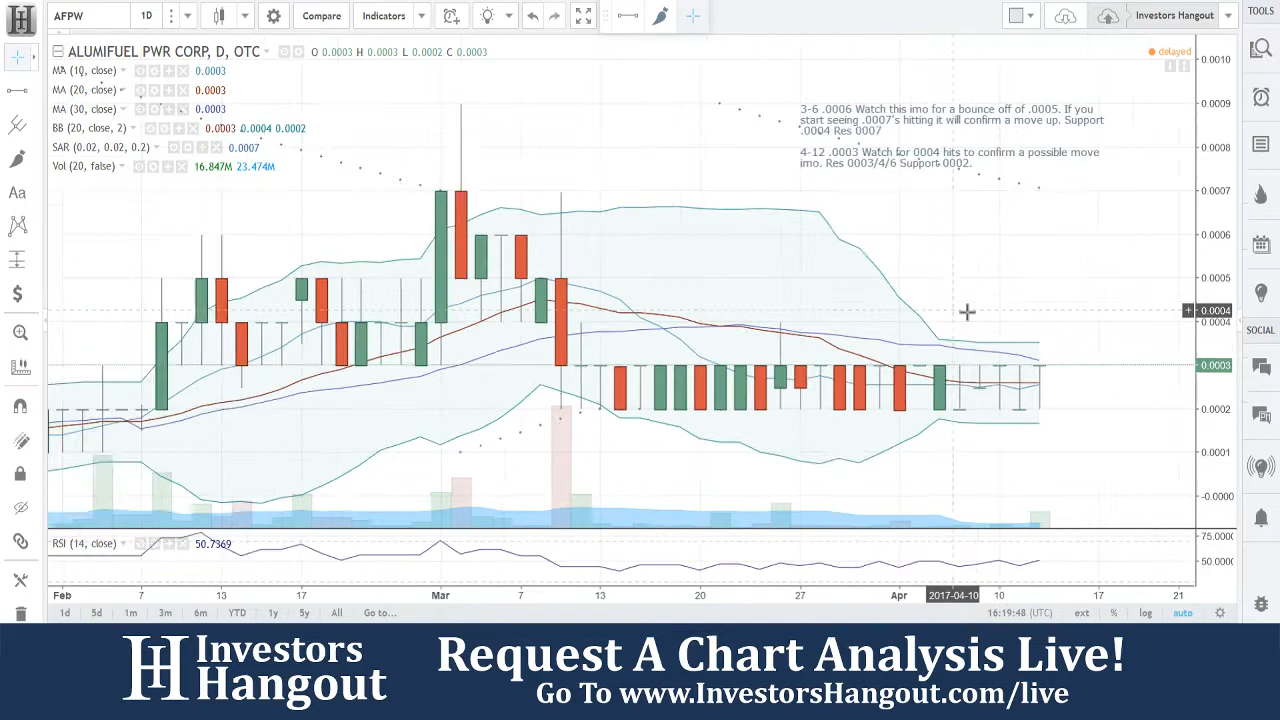 AFPW 1D Compare Indicators Investors Hangout TOOLS
ALUMIFUEL PWR CORP, D, OTC O 0.0003 H 0.0003 L 0.0002 C 0.0003 delayed
MA (10, close) 0.0003
MA (20, close) 0.0003
MA (30, close) 0.0003
BB (20, close, 2) 0.0003 0.0004 0.0002
SAR (0.02, 0.02, 0.2) 0.0007
Vol (20, false) 16.847M 23.474M
3-6 .0006 Watch this imo for a bounce off of .0005. If you
start seeing .0007's hitting it will confirm a move up. Support
.0004 Res 0007
4-12 .0003 Watch for 0004 hits to confirm a possible move
imo. Res 0003/4/6 Support 0002.
0.0010
0.0009
0.0008
0.0007
0.0006
0.0005
0.0004
0.0004
0.0003
0.0002
0.0001
-0.0000
Aa
$
SOCIAL
RSI (14, close) 50.7369
75.0000
50.0000
Feb 7 13 17 Mar 7 13 20 27 Apr 2017-04-10 10 17 21
1d 5d 1m 3m 6m YTD 1y 5y All Go to... 16:19:48 (UTC) ext % log auto
H Investors
Hangout
Request A Chart Analysis Live!
Go To www.InvestorsHangout.com/live